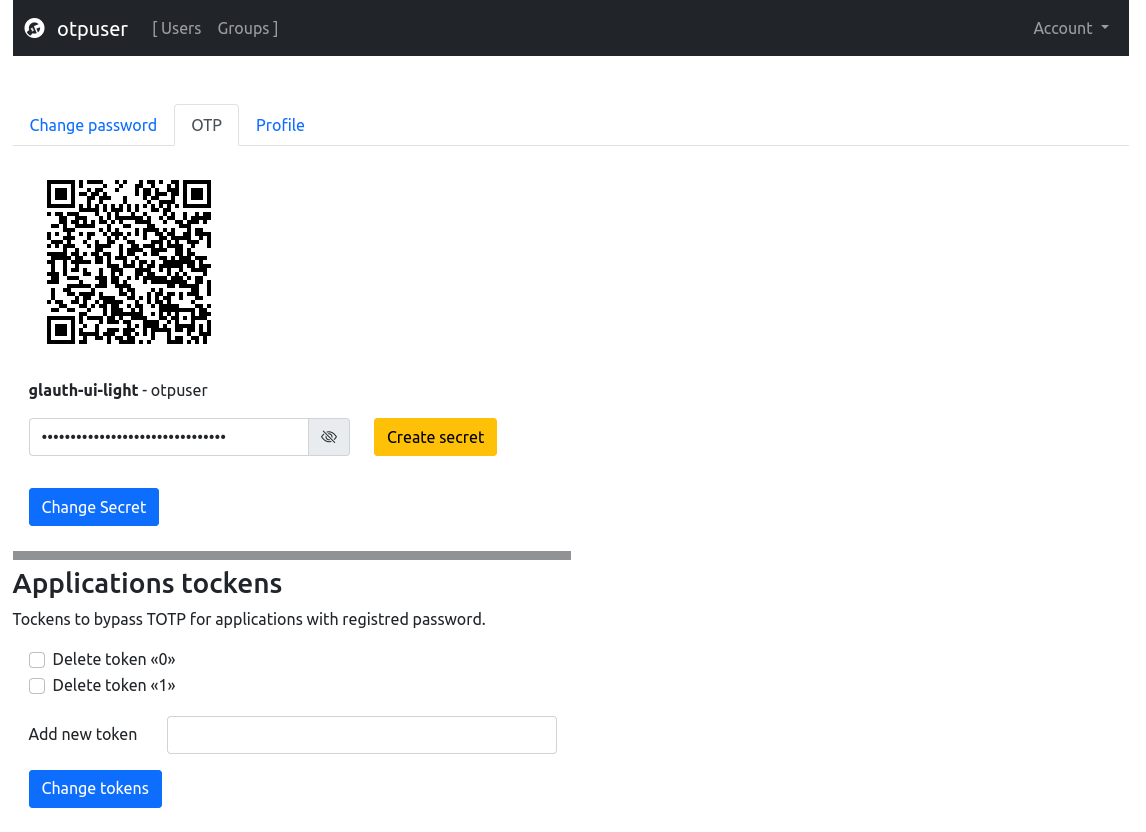 otpuser [ Users Groups ] Account
Change password OTP Profile
glauth-ui-light - otpuser
•••••••••••••••••••••••••••••••• Create secret
Change Secret
Applications tockens
Tockens to bypass TOTP for applications with registred password.
Delete token «0»
Delete token «1»
Add new token
Change tokens